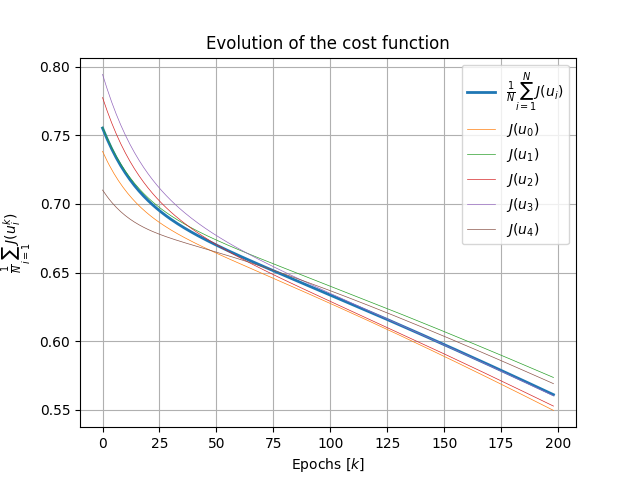 Evolution of the cost function
0.80
0.75
0.70
0.65
0.60
0.55
0
25
50
75
100
125
150
175
200
Epochs [k]
1/N ∑_{i=1}^{N} J(u_i^k)
1/N ∑_{i=1}^{N} J(u_i)
J(u_0)
J(u_1)
J(u_2)
J(u_3)
J(u_4)